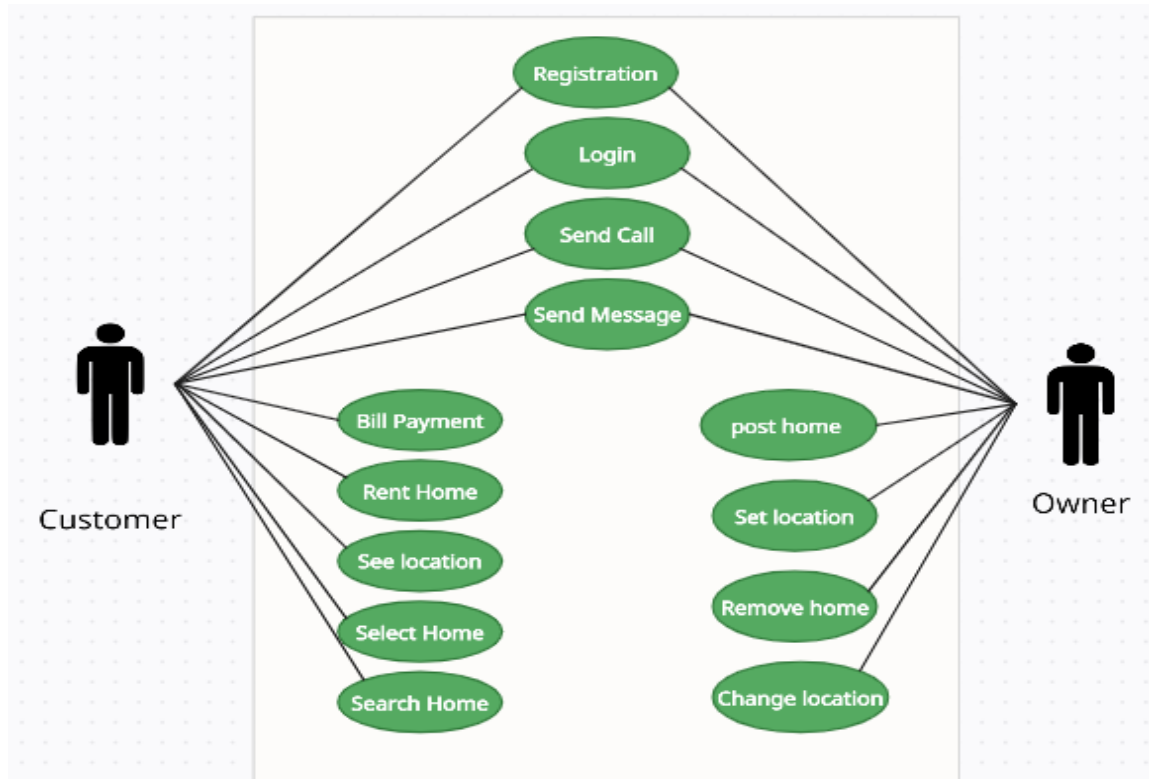 Registration
Login
Send Call
Send Message
Customer
Bill Payment
Rent Home
See location
Select Home
Search Home
post home
Set location
Remove home
Change location
Owner